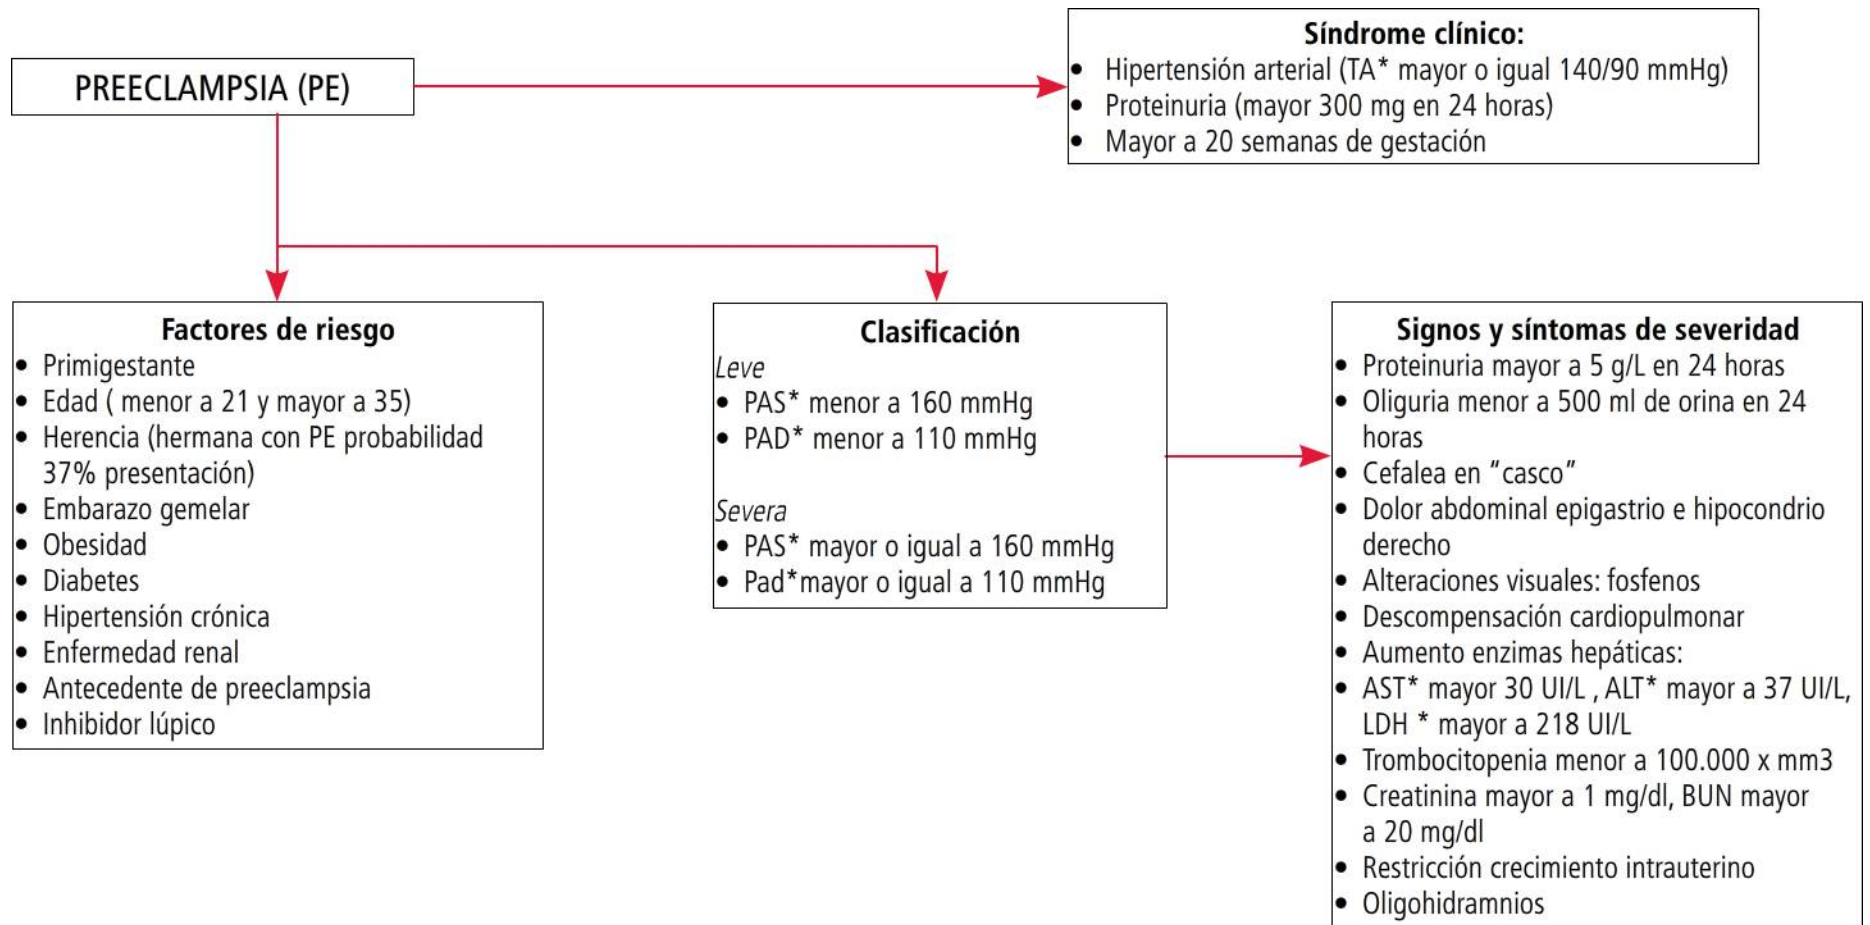 PREECLAMPSIA (PE)
Síndrome clínico:
• Hipertensión arterial (TA* mayor o igual 140/90 mmHg)
• Proteinuria (mayor 300 mg en 24 horas)
• Mayor a 20 semanas de gestación
Factores de riesgo
• Primigestante
• Edad ( menor a 21 y mayor a 35)
• Herencia (hermana con PE probabilidad
37% presentación)
• Embarazo gemelar
• Obesidad
• Diabetes
• Hipertensión crónica
• Enfermedad renal
• Antecedente de preeclampsia
• Inhibidor lúpico
Clasificación
Leve
• PAS* menor a 160 mmHg
• PAD* menor a 110 mmHg
Severa
• PAS* mayor o igual a 160 mmHg
• Pad*mayor o igual a 110 mmHg
Signos y síntomas de severidad
• Proteinuria mayor a 5 g/L en 24 horas
• Oliguria menor a 500 ml de orina en 24
horas
• Cefalea en “casco”
• Dolor abdominal epigastrio e hipocondrio
derecho
• Alteraciones visuales: fosfenos
• Descompensación cardiopulmonar
• Aumento enzimas hepáticas:
• AST* mayor 30 UI/L , ALT* mayor a 37 UI/L,
LDH * mayor a 218 UI/L
• Trombocitopenia menor a 100.000 x mm3
• Creatinina mayor a 1 mg/dl, BUN mayor
a 20 mg/dl
• Restricción crecimiento intrauterino
• Oligohidramnios